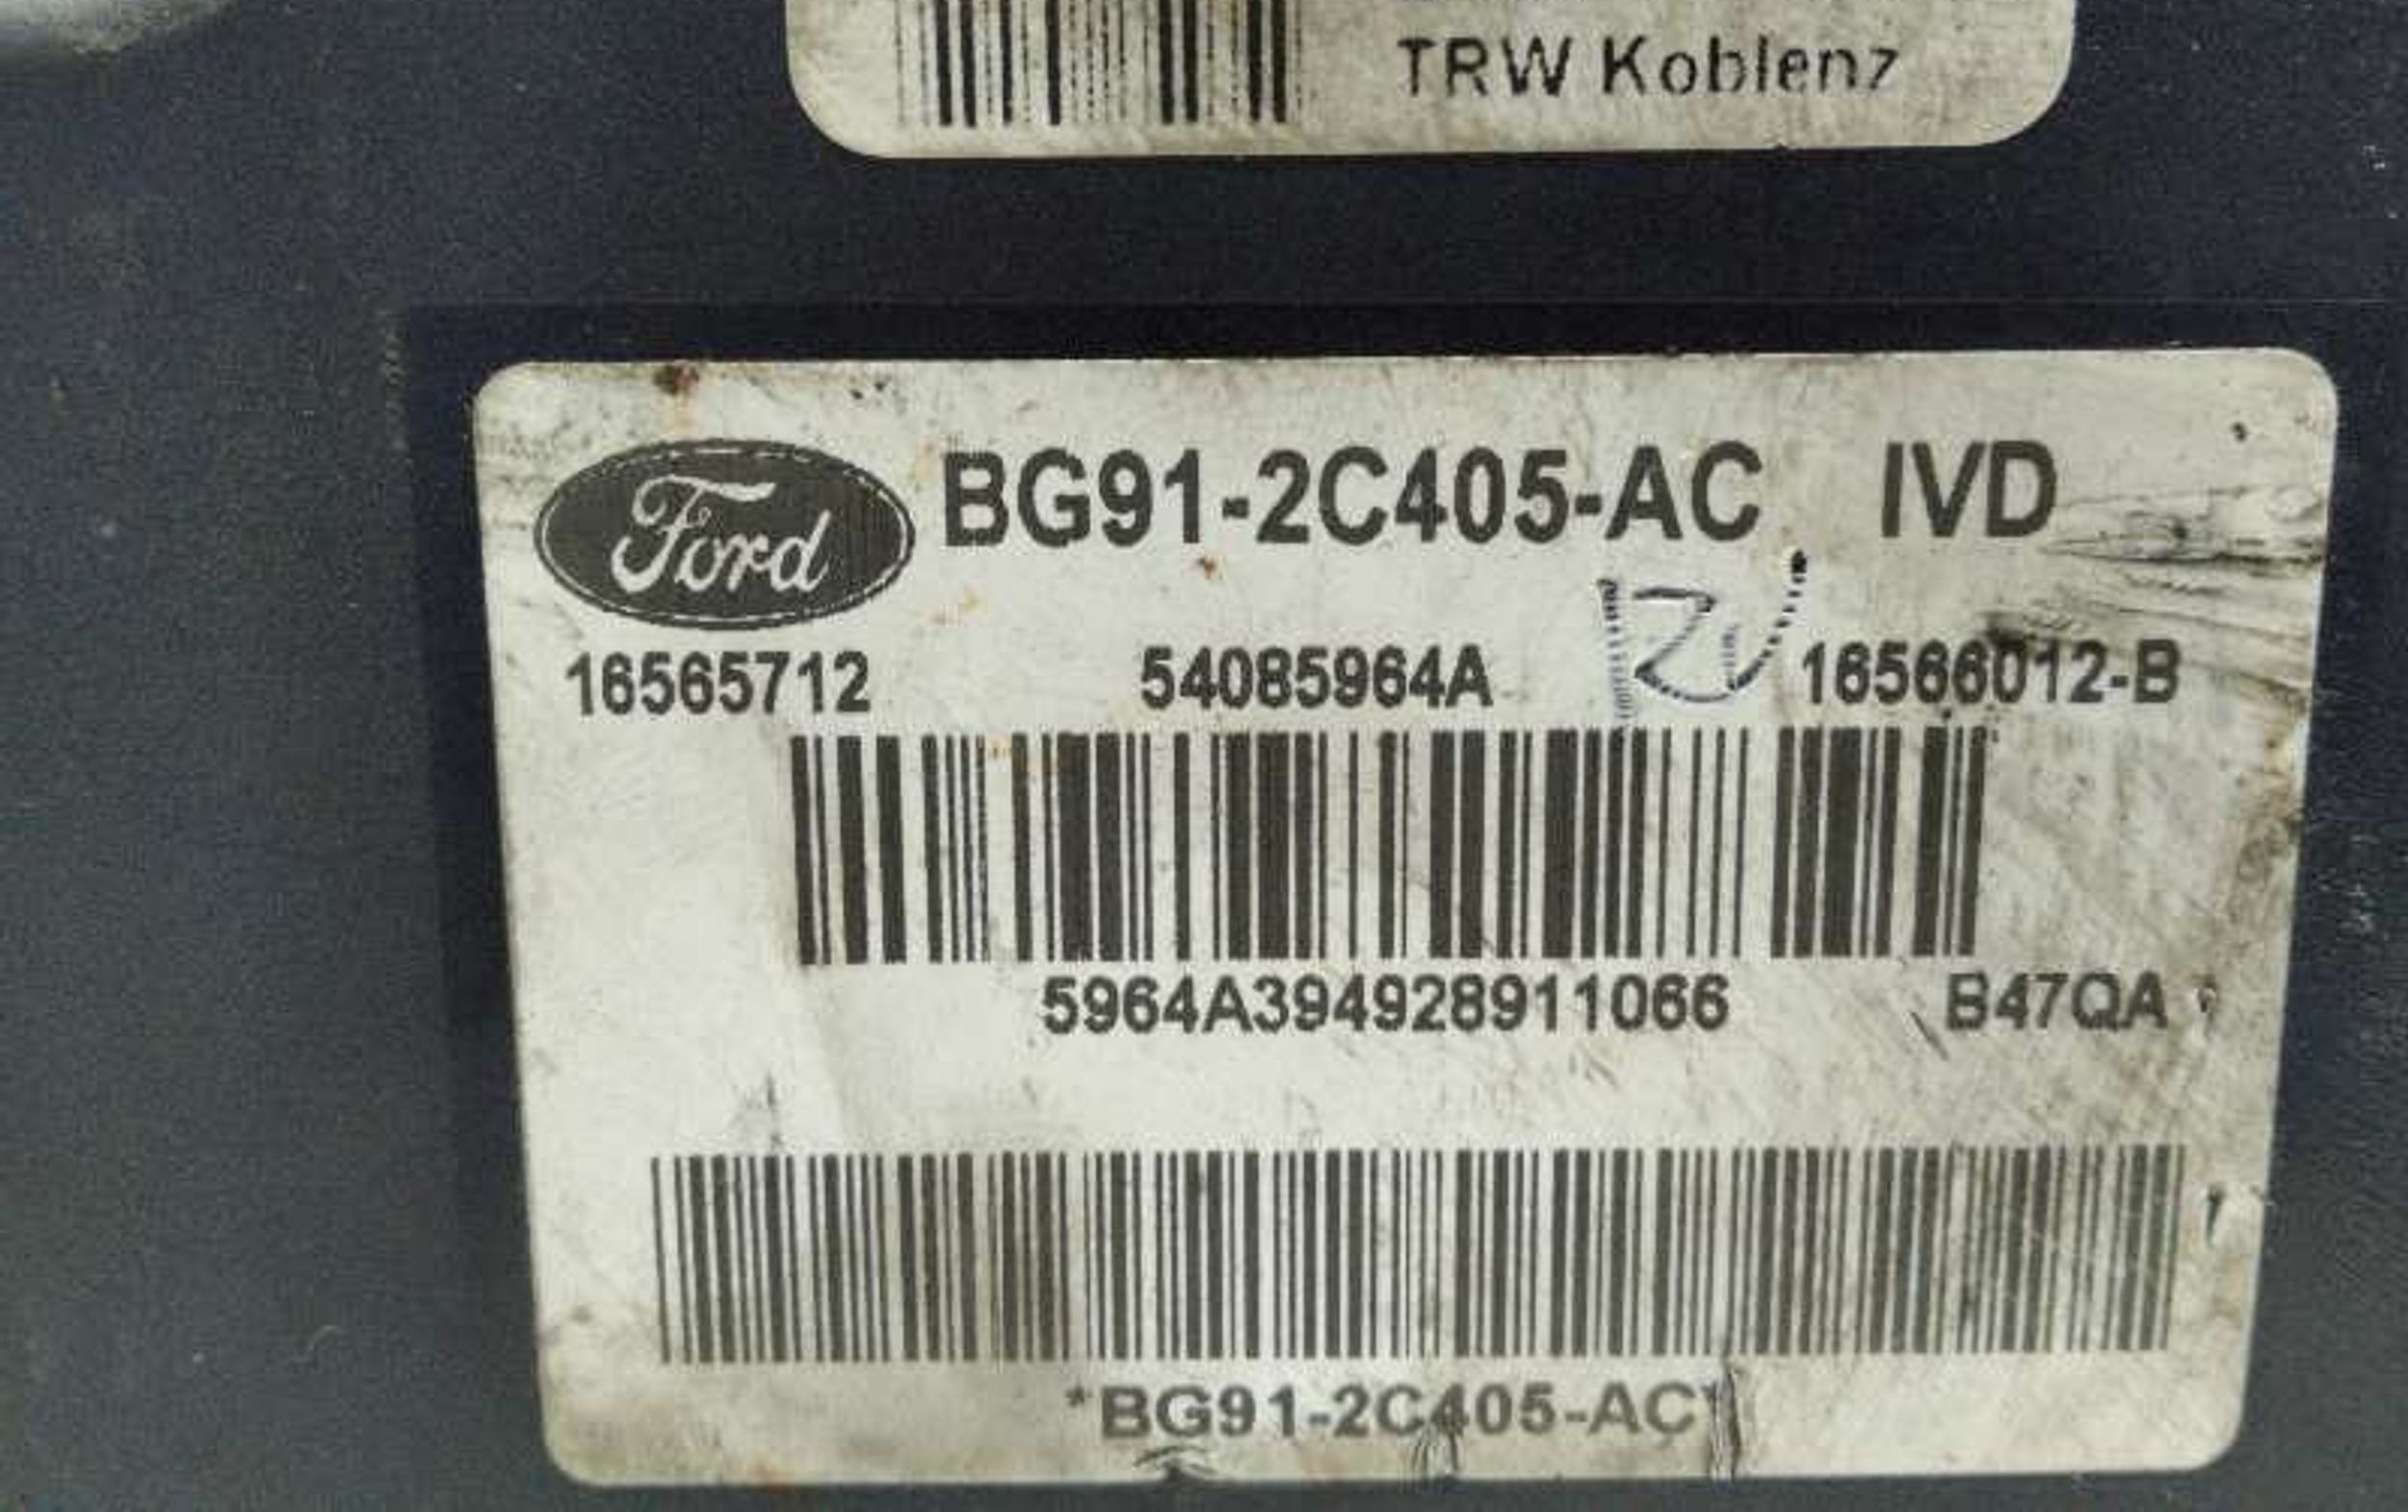 TRW Koblenz
Ford BG91-2C405-AC IVD
16565712 54085964A 16566012-B
5964A394928911066 B47QA
*BG91-2C405-AC*